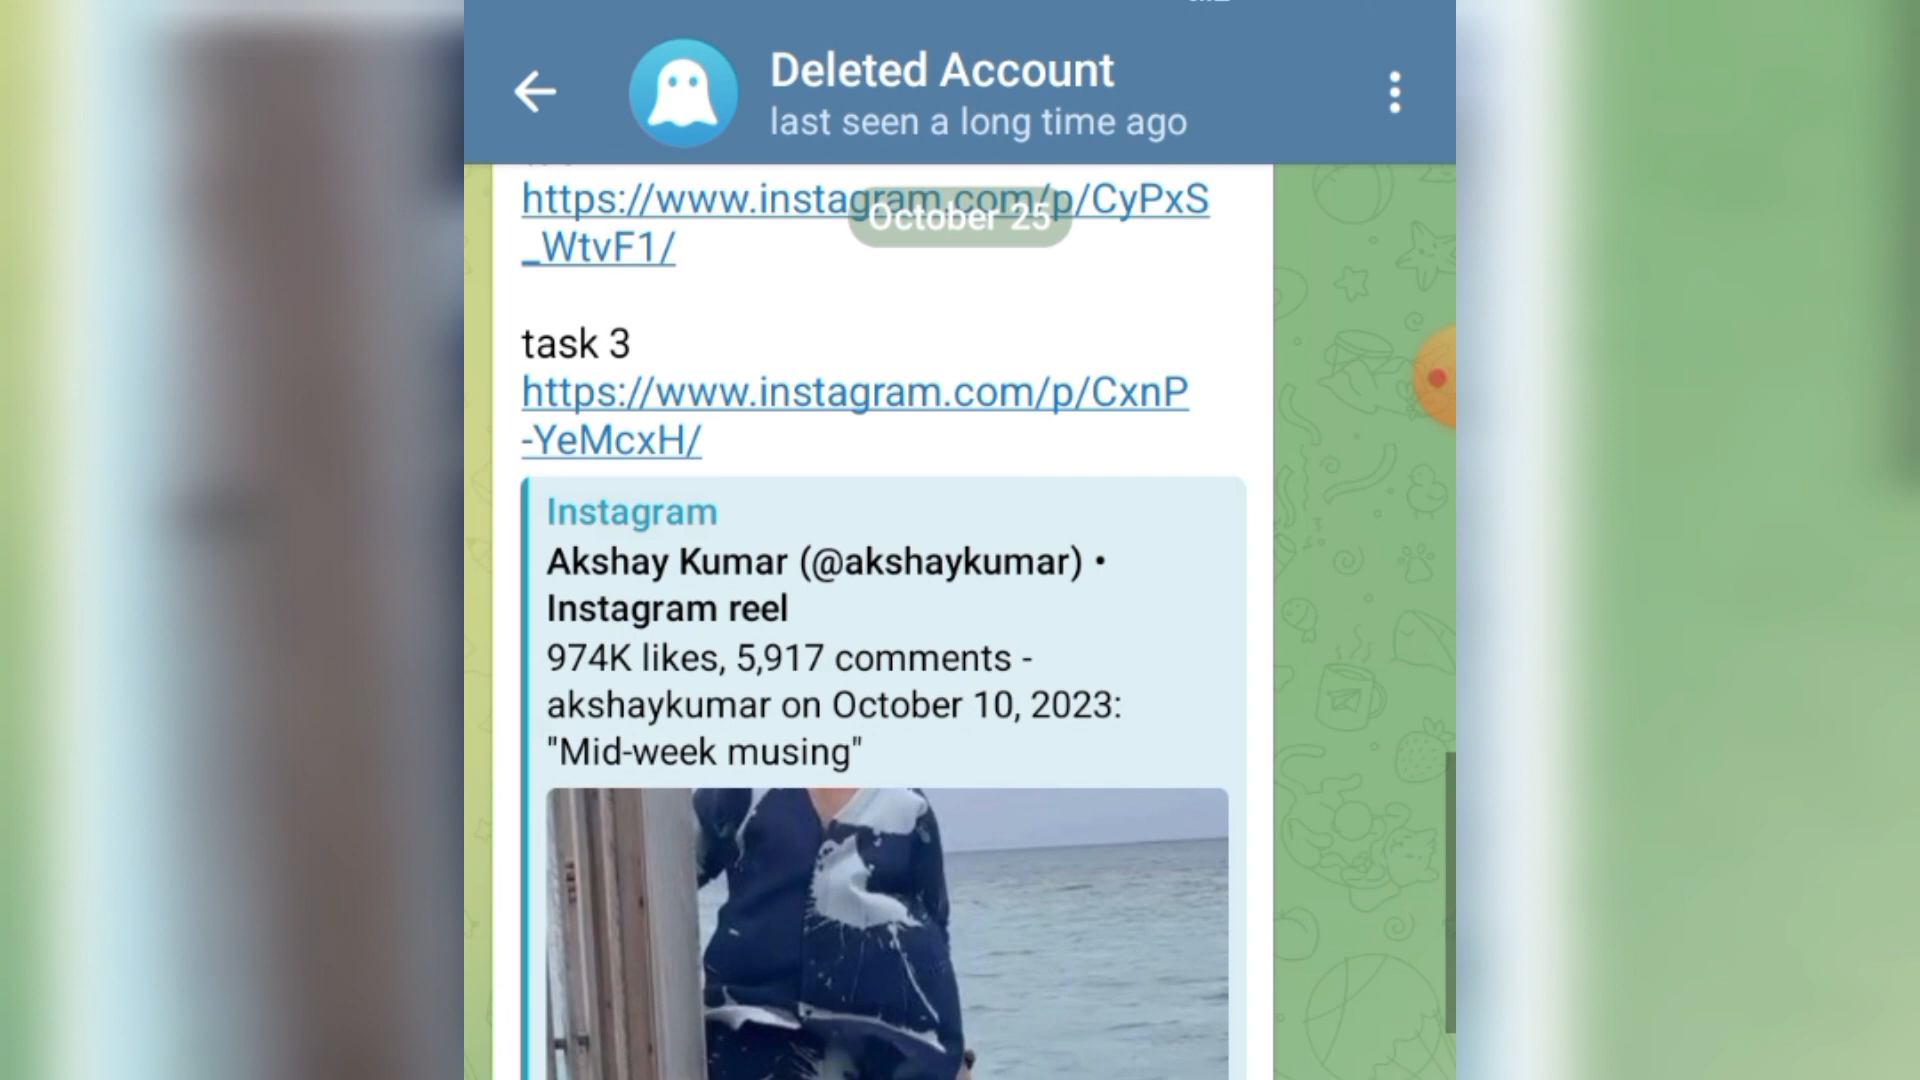 Deleted Account
last seen a long time ago
https://www.instagram.com/p/CyPxS
_WtvF1/
October 25
task 3
https://www.instagram.com/p/CxnP
-YeMcxH/
Instagram
Akshay Kumar (@akshaykumar) •
Instagram reel
974K likes, 5,917 comments -
akshaykumar on October 10, 2023:
"Mid-week musing"